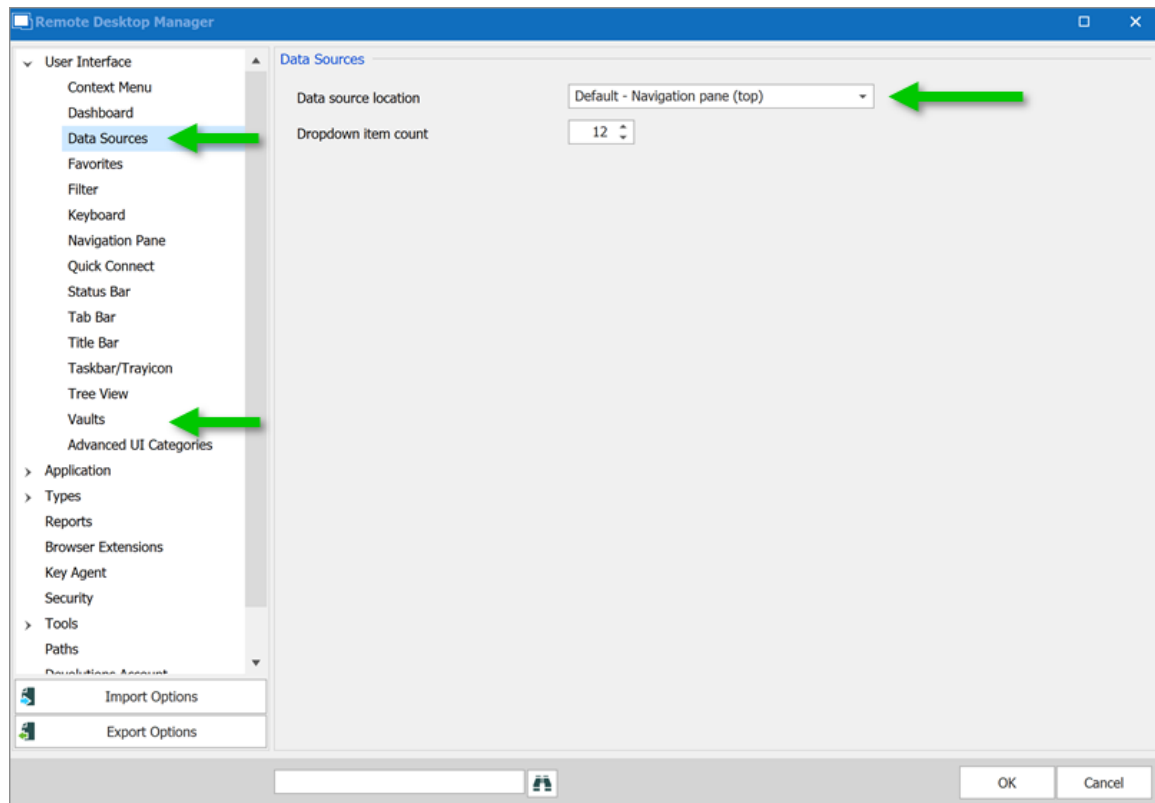 Remote Desktop Manager
User Interface
Context Menu
Dashboard
Data Sources
Favorites
Filter
Keyboard
Navigation Pane
Quick Connect
Status Bar
Tab Bar
Title Bar
Taskbar/Trayicon
Tree View
Vaults
Advanced UI Categories
Application
Types
Reports
Browser Extensions
Key Agent
Security
Tools
Paths
Devolutions Account
Import Options
Export Options
Data Sources
Data source location Default - Navigation pane (top)
Dropdown item count 12
OK Cancel